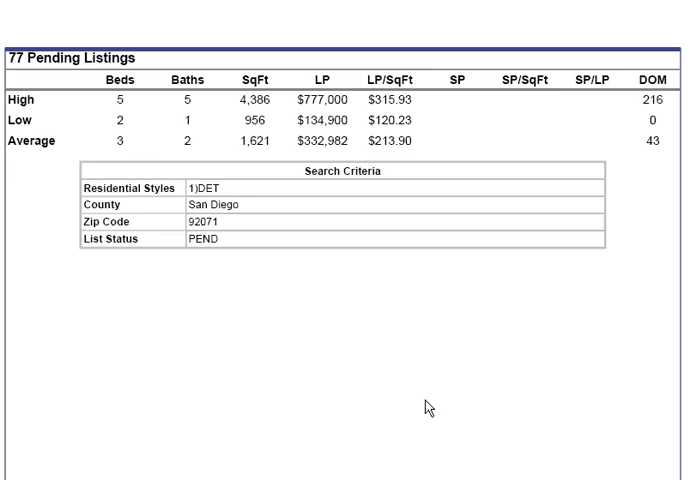 77 Pending Listings
Beds Baths SqFt LP LP/SqFt SP SP/SqFt SP/LP DOM
High 5 5 4,386 $777,000 $315.93 216
Low 2 1 956 $134,900 $120.23 0
Average 3 2 1,621 $332,982 $213.90 43
Search Criteria
Residential Styles 1)DET
County San Diego
Zip Code 92071
List Status PEND